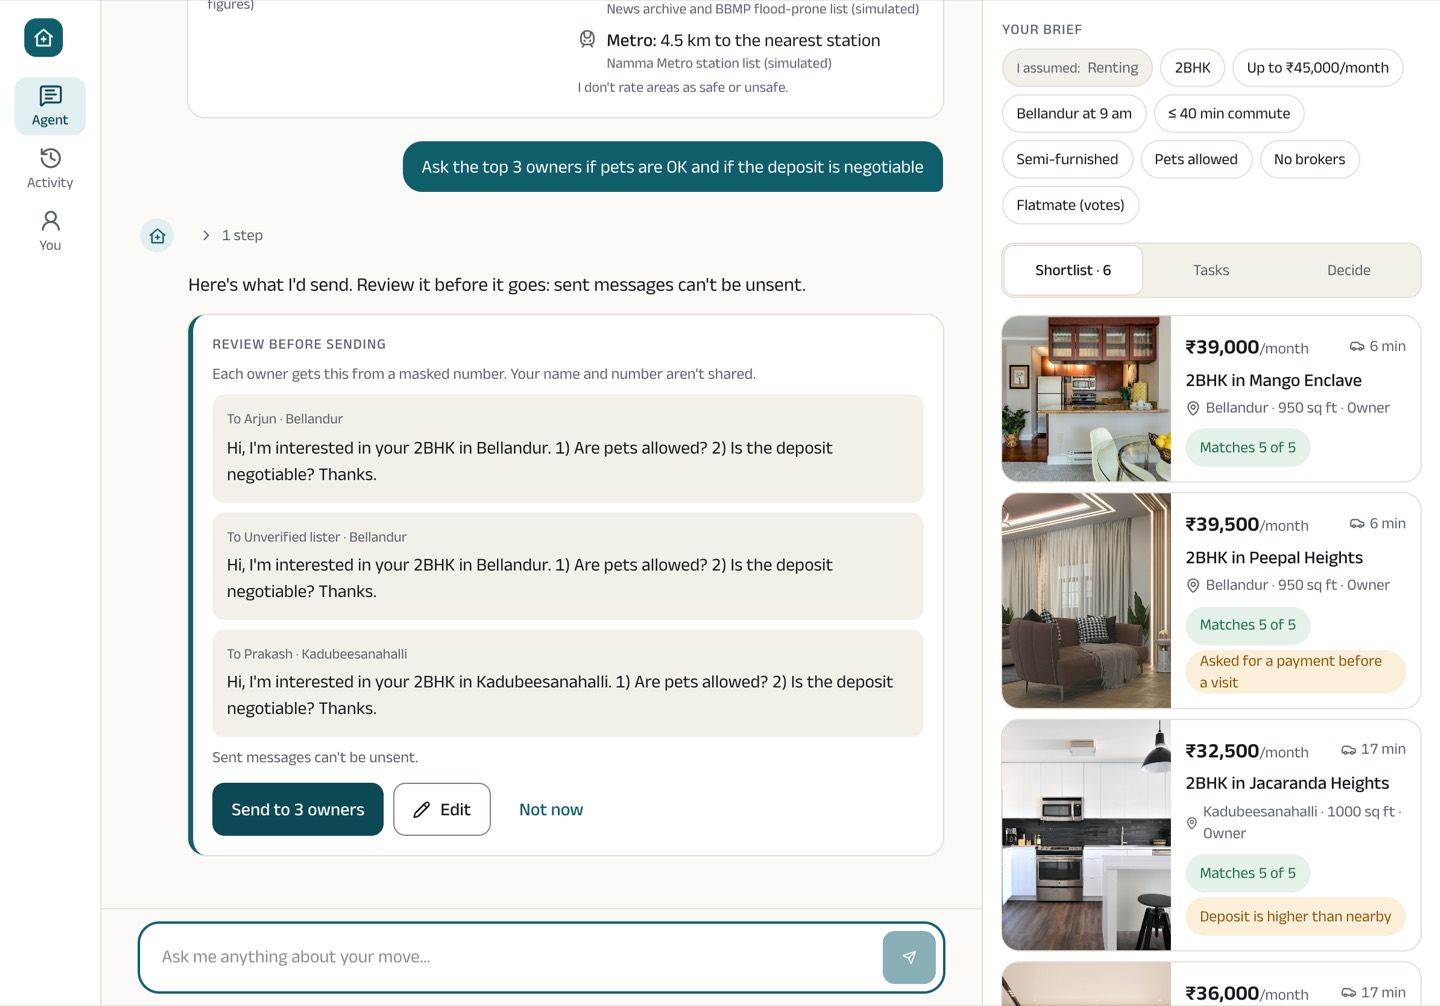 Agent
Activity
You
figures)
News archive and BBMP flood-prone list (simulated)
Metro: 4.5 km to the nearest station
Namma Metro station list (simulated)
I don't rate areas as safe or unsafe.
Ask the top 3 owners if pets are OK and if the deposit is negotiable
1 step
Here's what I'd send. Review it before it goes: sent messages can't be unsent.
REVIEW BEFORE SENDING
Each owner gets this from a masked number. Your name and number aren't shared.
To Arjun · Bellandur
Hi, I'm interested in your 2BHK in Bellandur. 1) Are pets allowed? 2) Is the deposit
negotiable? Thanks.
To Unverified lister · Bellandur
Hi, I'm interested in your 2BHK in Bellandur. 1) Are pets allowed? 2) Is the deposit
negotiable? Thanks.
To Prakash · Kadubeesanahalli
Hi, I'm interested in your 2BHK in Kadubeesanahalli. 1) Are pets allowed? 2) Is the deposit
negotiable? Thanks.
Sent messages can't be unsent.
Send to 3 owners
Edit
Not now
Ask me anything about your move...
YOUR BRIEF
I assumed: Renting
2BHK
Up to ₹45,000/month
Bellandur at 9 am
≤ 40 min commute
Semi-furnished
Pets allowed
No brokers
Flatmate (votes)
Shortlist · 6
Tasks
Decide
₹39,000/month
6 min
2BHK in Mango Enclave
Bellandur · 950 sq ft · Owner
Matches 5 of 5
₹39,500/month
6 min
2BHK in Peepal Heights
Bellandur · 950 sq ft · Owner
Matches 5 of 5
Asked for a payment before
a visit
₹32,500/month
17 min
2BHK in Jacaranda Heights
Kadubeesanahalli · 1000 sq ft ·
Owner
Matches 5 of 5
Deposit is higher than nearby
₹36,000/month
17 min